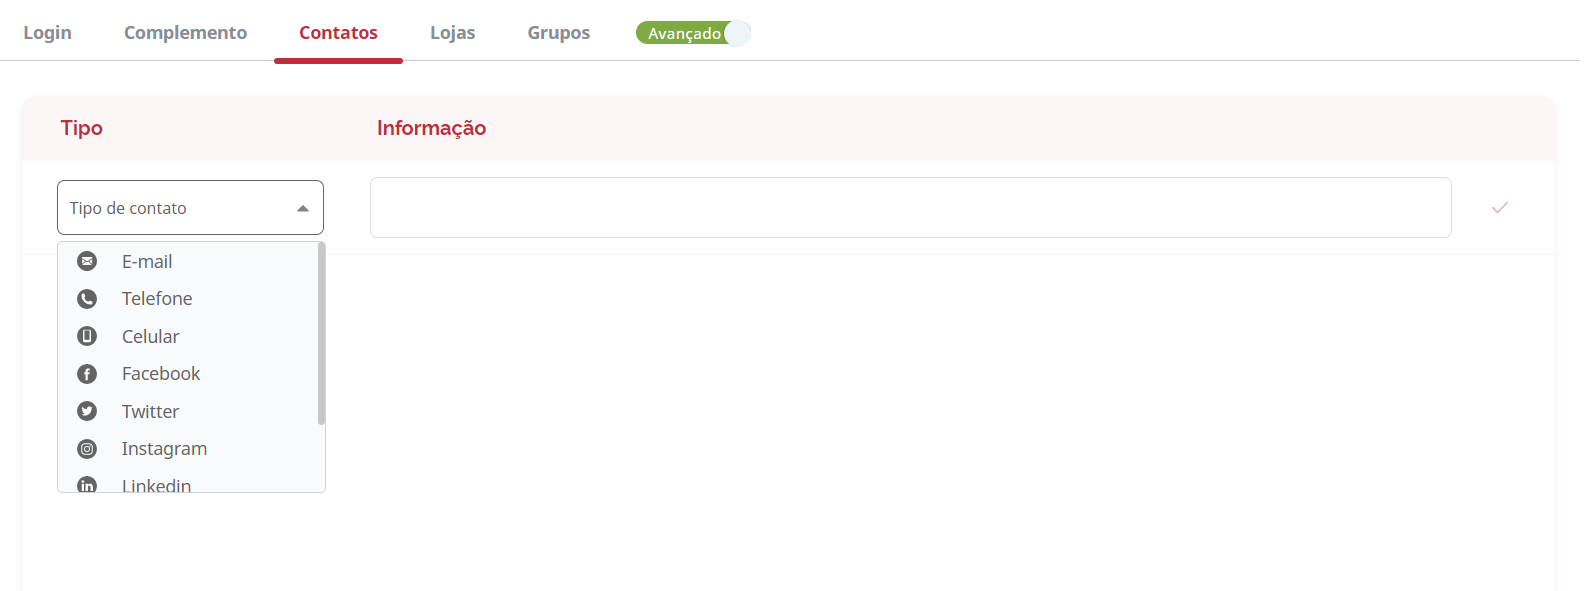 Login Complemento Contatos Lojas Grupos Avançado
Tipo Informação
Tipo de contato
E-mail
Telefone
Celular
Facebook
Twitter
Instagram
Linkedin